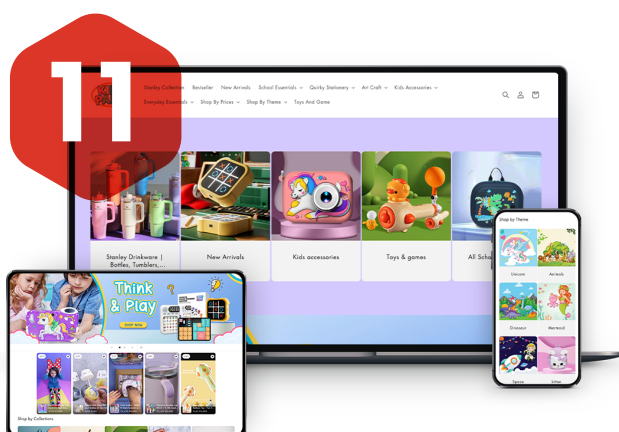 11
Stanley Collection Bestseller New Arrivals School Essentials Quirky Stationery Art Craft Kids Accessories
Everyday Essentials Shop By Prices Shop By Theme Toys And Game
Stanley Drinkware |
Bottles, Tumblers,...
New Arrivals
Kids accessories
Toys & games
All Scho
Think
& Play
SHOP NOW
Shop by Collections
Shop by Theme
Unicorn
Animals
Dinosaur
Mermaid
Space
Kitten